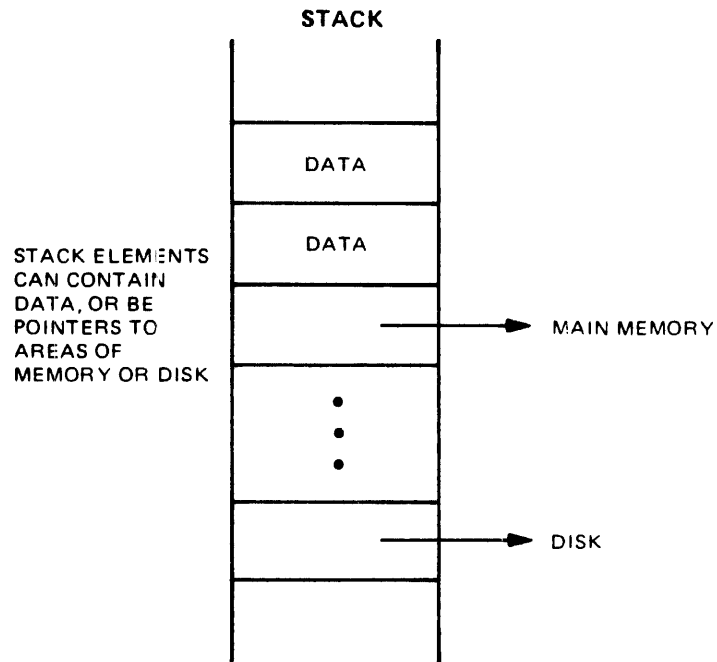 STACK
DATA
DATA
STACK ELEMENTS
CAN CONTAIN
DATA, OR BE
POINTERS TO
AREAS OF
MEMORY OR DISK
MAIN MEMORY
DISK